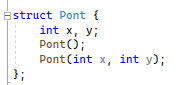 struct Pont {
    int x, y;
    Pont();
    Pont(int x, int y);
};